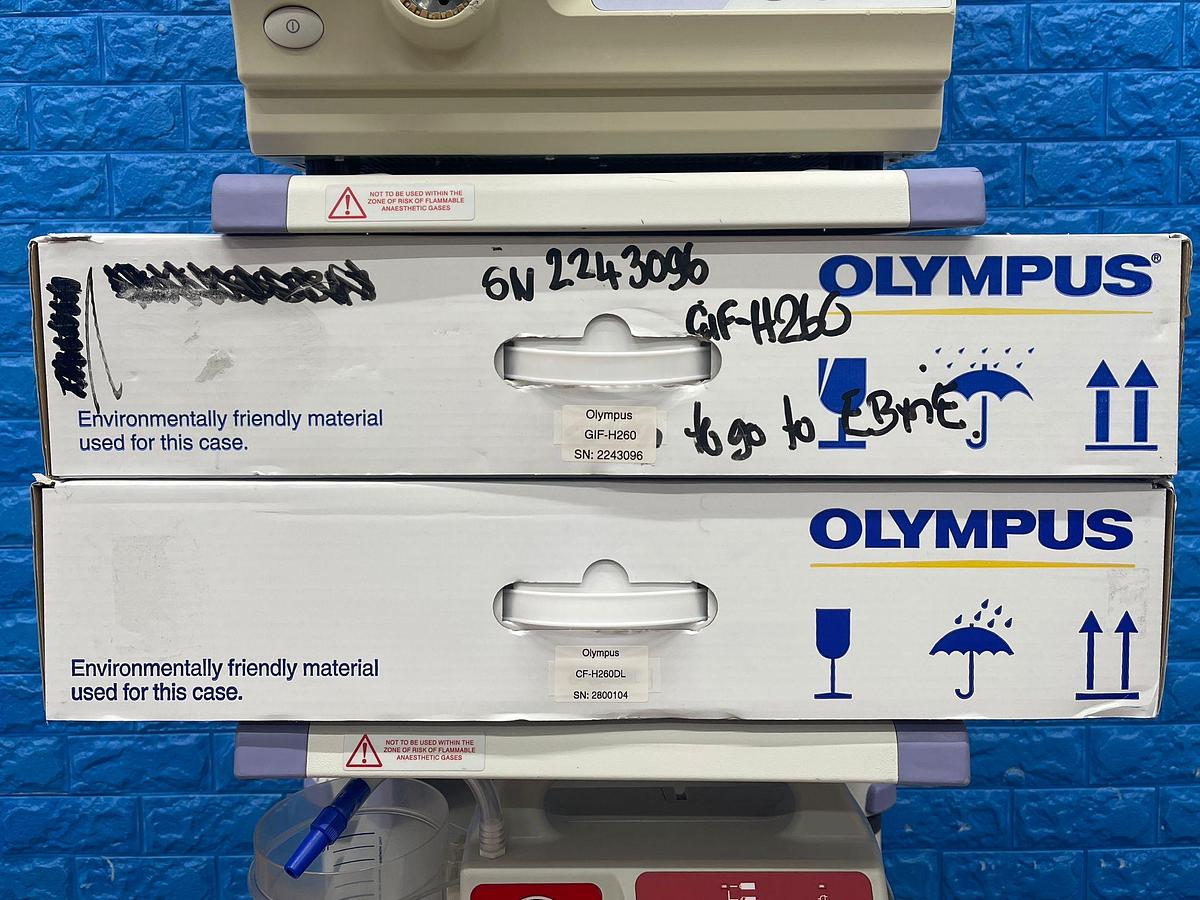 NOT TO BE USED WITHIN THE
ZONE OF RISK OF FLAMMABLE
ANAESTHETIC GASES
SN 2243096
OLYMPUS®
GIF-H260
Environmentally friendly material
used for this case.
Olympus
GIF-H260
SN: 2243096
to go to
OLYMPUS
Environmentally friendly material
used for this case.
Olympus
CF-H260DL
SN: 2800104
NOT TO BE USED WITHIN THE
ZONE OF RISK OF FLAMMABLE
ANAESTHETIC GASES